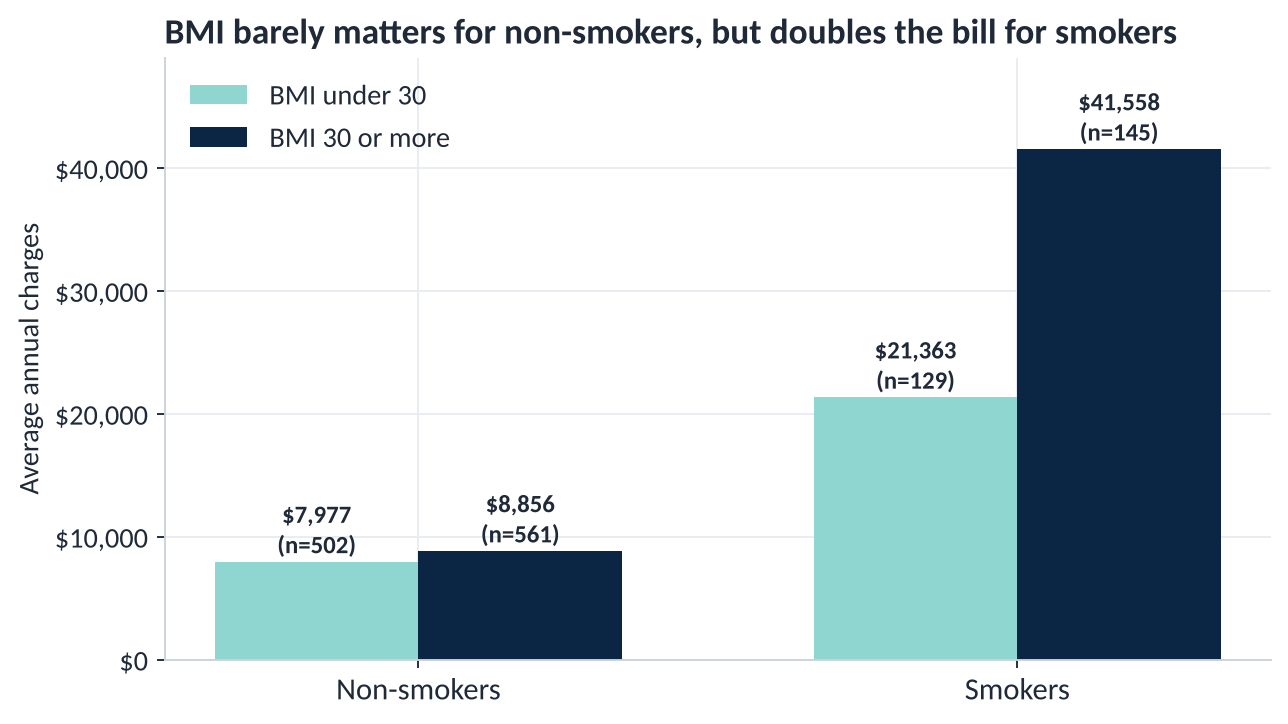 BMI barely matters for non-smokers, but doubles the bill for smokers
BMI under 30
BMI 30 or more
Average annual charges
$40,000
$30,000
$20,000
$10,000
$0
$7,977
(n=502)
$8,856
(n=561)
$21,363
(n=129)
$41,558
(n=145)
Non-smokers
Smokers